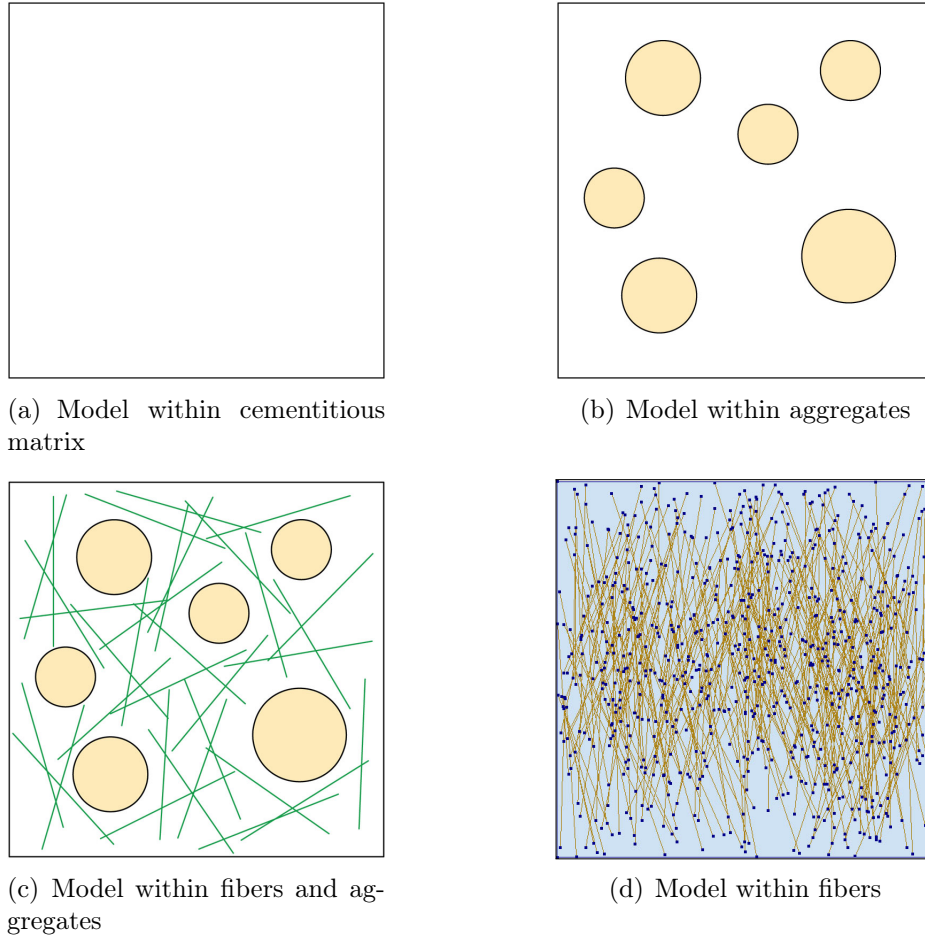 (a) Model within cementitious
matrix
(b) Model within aggregates
(c) Model within fibers and ag-
gregates
(d) Model within fibers